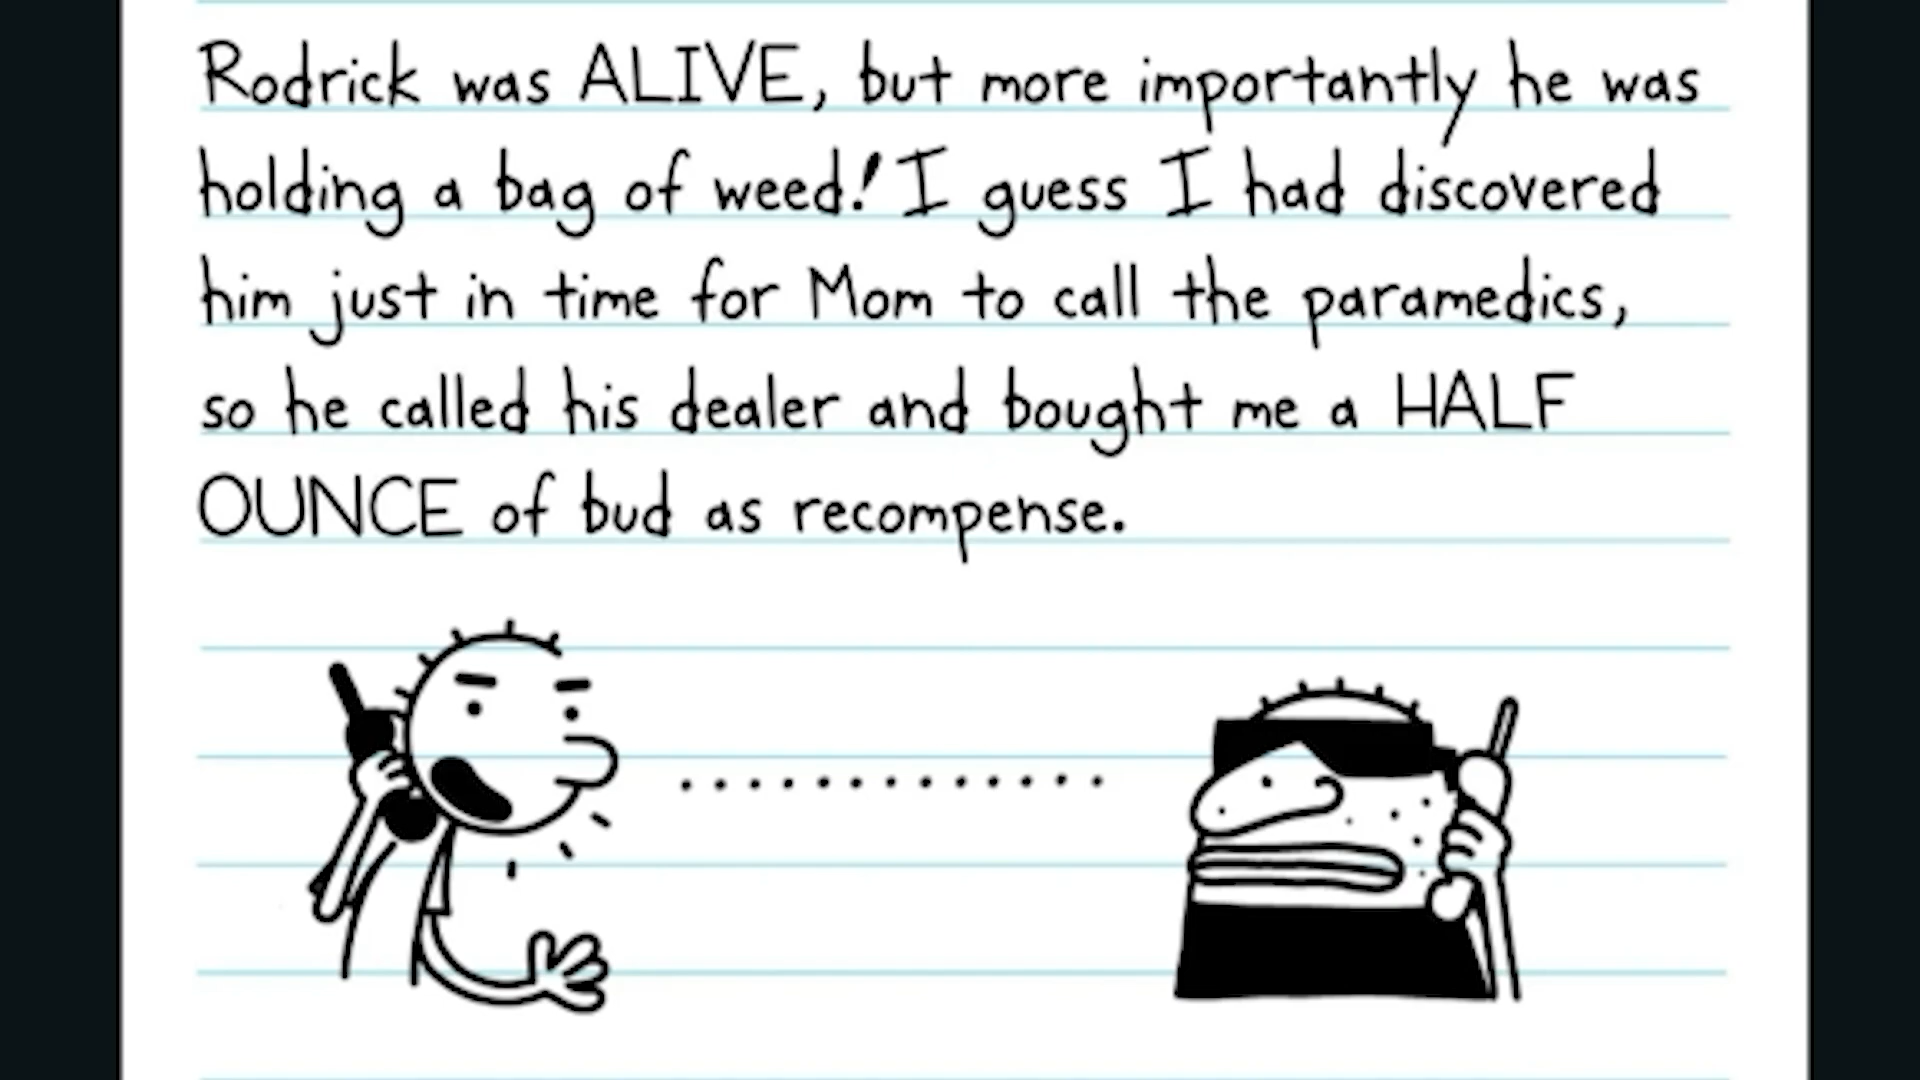 Rodrick was ALIVE, but more importantly he was
holding a bag of weed! I guess I had discovered
him just in time for Mom to call the paramedics,
so he called his dealer and bought me a HALF
OUNCE of bud as recompense.